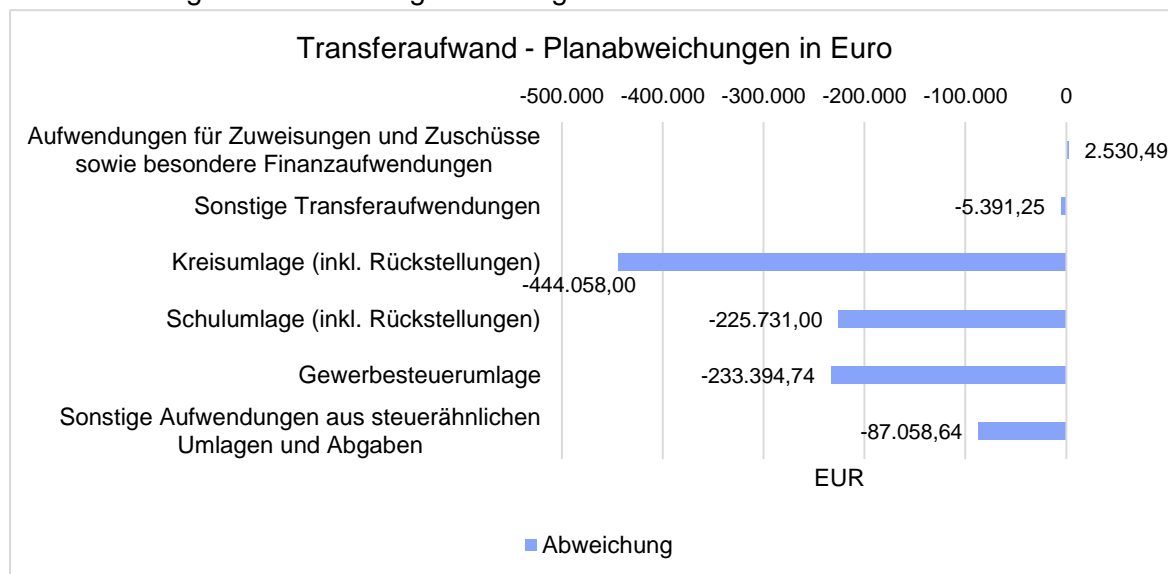 Transferaufwand - Planabweichungen in Euro
-500.000 -400.000 -300.000 -200.000 -100.000 0
Aufwendungen für Zuweisungen und Zuschüsse
sowie besondere Finanzaufwendungen
2.530,49
Sonstige Transferaufwendungen
-5.391,25
Kreisumlage (inkl. Rückstellungen)
-444.058,00
Schulumlage (inkl. Rückstellungen)
-225.731,00
Gewerbesteuerumlage
-233.394,74
Sonstige Aufwendungen aus steuerähnlichen
Umlagen und Abgaben
-87.058,64
EUR
Abweichung